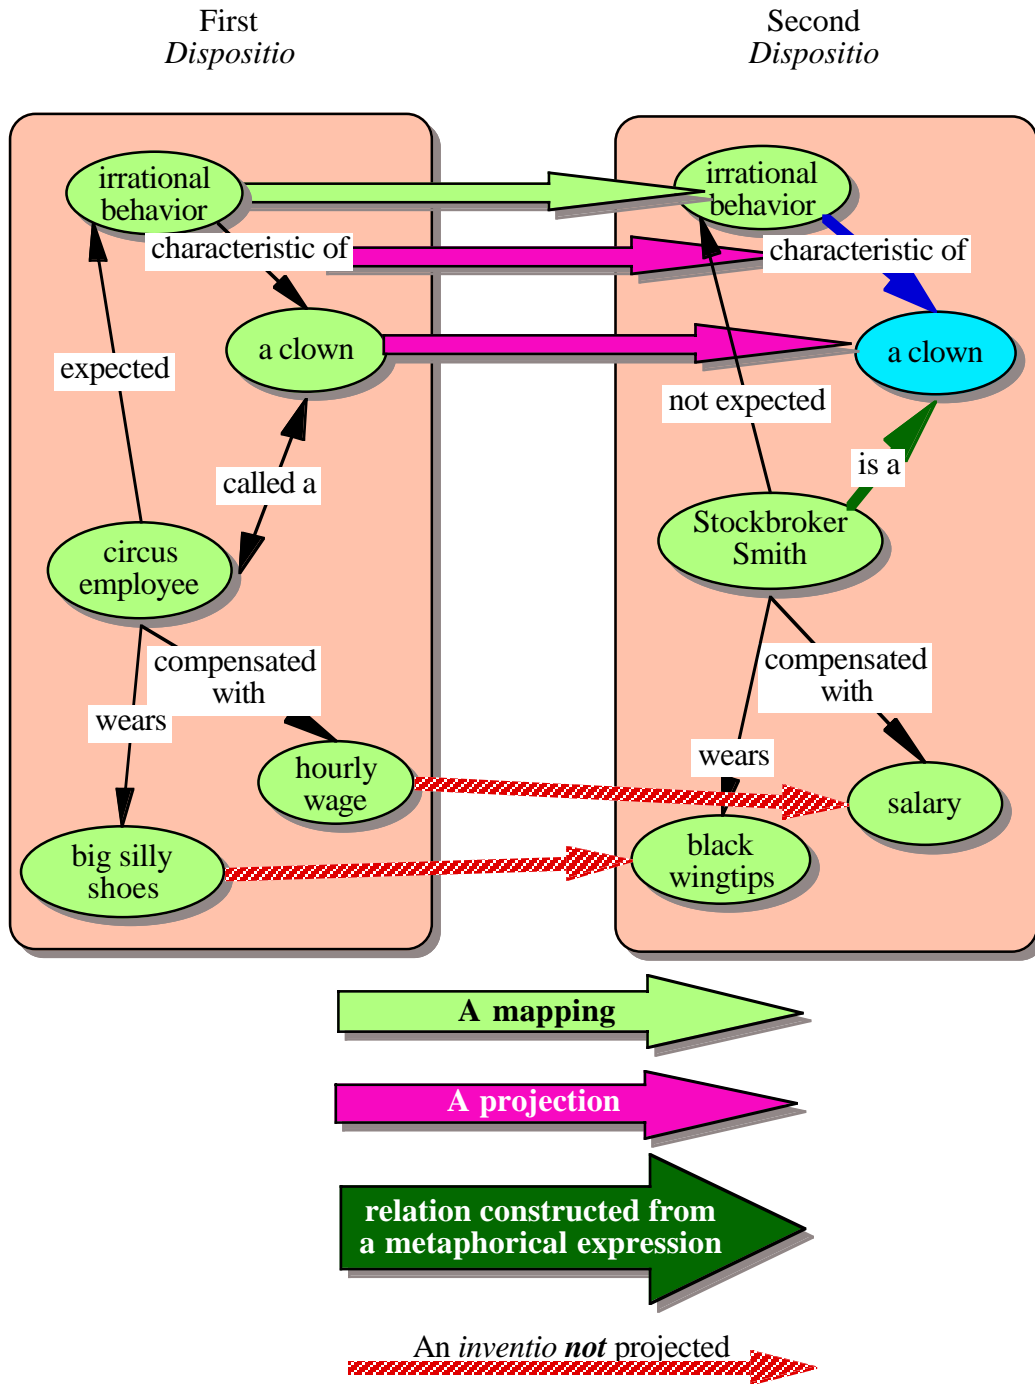 First
Dispositio
Second
Dispositio
irrational
behavior
characteristic of
a clown
expected
called a
circus
employee
compensated
with
wears
hourly
wage
big silly
shoes
irrational
behavior
characteristic of
a clown
not expected
is a
Stockbroker
Smith
compensated
with
wears
salary
black
wingtips
A mapping
A projection
relation constructed from
a metaphorical expression
An inventio not projected